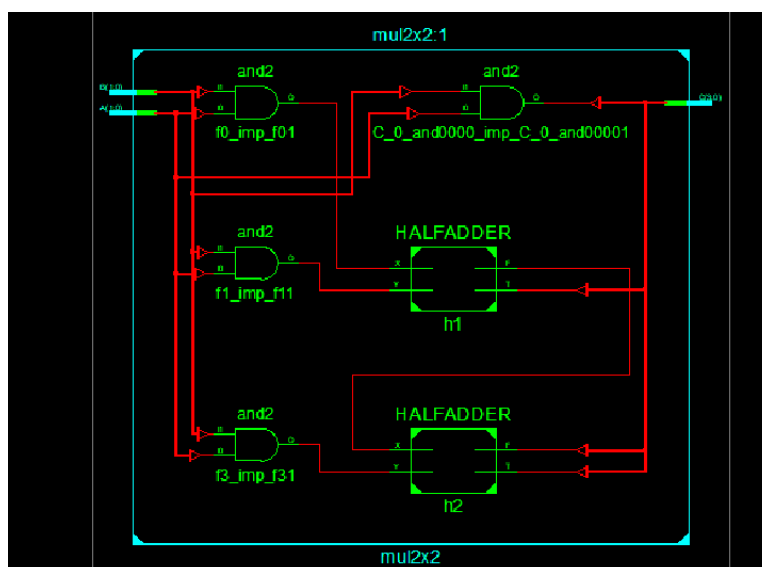 mul2x2:1
and2
and2
f0_imp_f01
C_0_and0000_imp_C_0_and00001
and2
HALFADDER
X
F
Y
T
f1_imp_f11
h1
and2
HALFADDER
X
F
Y
T
f3_imp_f31
h2
mul2x2